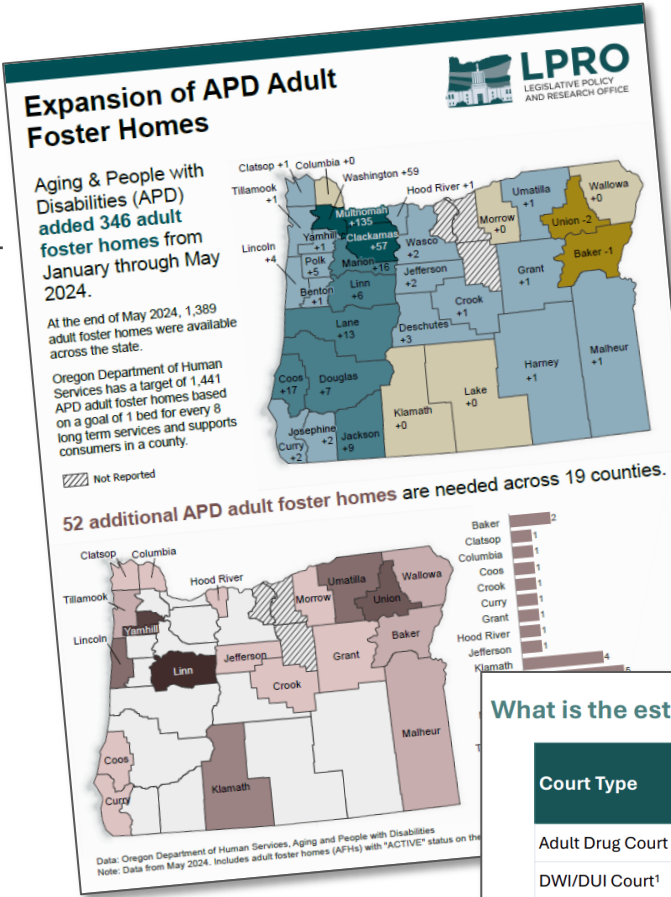 Expansion of APD Adult
Foster Homes
LPRO
LEGISLATIVE POLICY
AND RESEARCH OFFICE
Aging & People with
Disabilities (APD)
added 346 adult
foster homes from
January through May
2024.
At the end of May 2024, 1,389
adult foster homes were available
across the state.
Oregon Department of Human
Services has a target of 1,441
APD adult foster homes based
on a goal of 1 bed for every 8
long term services and supports
consumers in a county.
Not Reported
Clatsop +1
Columbia +0
Washington +59
Tillamook
+1
Hood River +1
Multnomah
+135
Umatilla
+1
Wallowa
+0
Morrow
+0
Union -2
Yamhill
+1
Clackamas
+57
Wasco
+2
Baker -1
Lincoln
+4
Polk
+5
Marion
+16
Jefferson
+2
Grant
+1
Benton
+1
Linn
+6
Crook
+1
Lane
+13
Deschutes
+3
Harney
+1
Malheur
+1
Coos
+17
Douglas
+7
Lake
+0
Klamath
+0
Josephine
+2
Curry
+2
Jackson
+9
52 additional APD adult foster homes are needed across 19 counties.
Clatsop
Columbia
Tillamook
Hood River
Umatilla
Wallowa
Morrow
Union
Yamhill
Lincoln
Baker
Linn
Jefferson
Grant
Crook
Malheur
Coos
Klamath
Curry
Baker 2
Clatsop 1
Columbia 1
Coos 1
Crook 1
Curry 1
Grant 1
Hood River 1
Jefferson 1
Klamath 4
Data: Oregon Department of Human Services, Aging and People with Disabilities
Note: Data from May 2024. Includes adult foster homes (AFHs) with "ACTIVE" status on the
What is the est
Court Type
Adult Drug Court
DWI/DUI Court¹